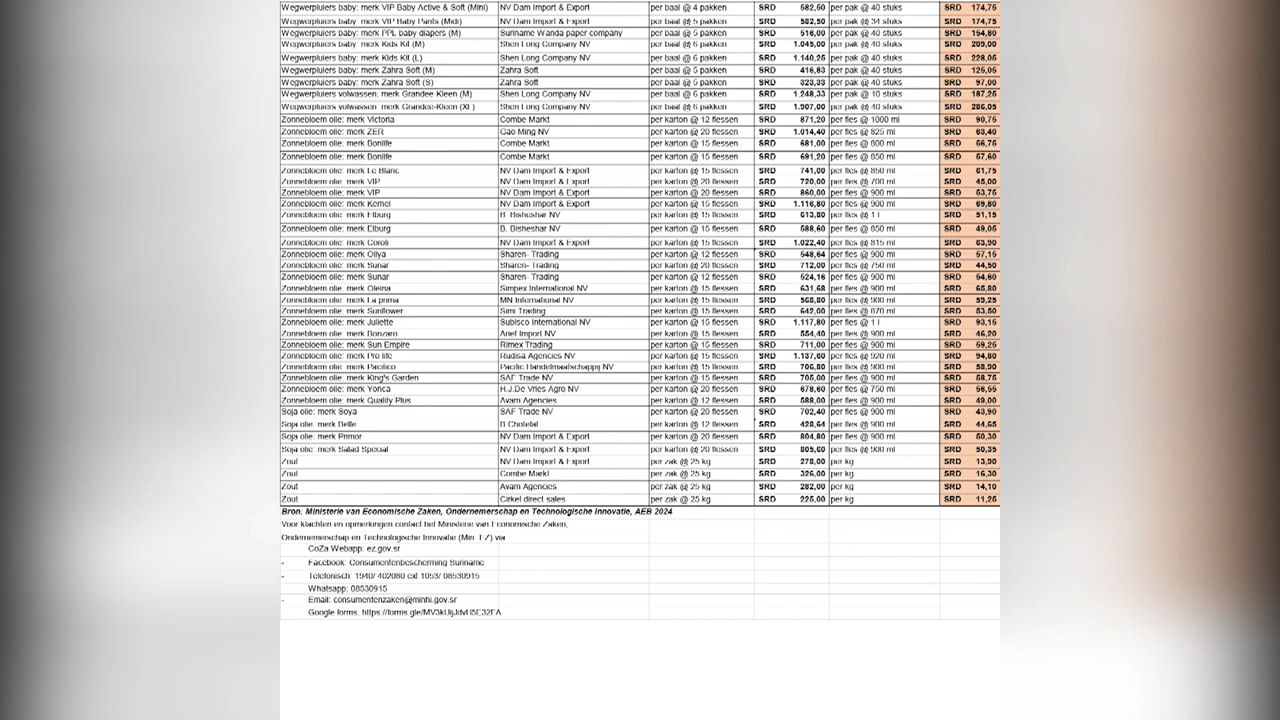 Wegwerpluiers baby: merk VIP Baby Active & Soft (Mini) NV Dam Import & Export per baal @ 4 pakken SRD 582,50 per pak @ 40 stuks SRD 174,75
Wegwerpluiers baby: merk VIP Baby Pants (Midi) NV Dam Import & Export per baal @ 5 pakken SRD 582,50 per pak @ 34 stuks SRD 174,75
Wegwerpluiers baby: merk PPL baby diapers (M) Suriname Wanda paper company per baal @ 5 pakken SRD 516,00 per pak @ 40 stuks SRD 154,80
Wegwerpluiers baby: merk Kids Kit (M) Shen Long Company NV per baal @ 6 pakken SRD 1.045,00 per pak @ 40 stuks SRD 209,00
Wegwerpluiers baby: merk Kids Kit (L) Shen Long Company NV per baal @ 6 pakken SRD 1.140,25 per pak @ 40 stuks SRD 228,05
Wegwerpluiers baby: merk Zahra Soft (M) Zahra Soft per baal @ 5 pakken SRD 416,83 per pak @ 40 stuks SRD 125,05
Wegwerpluiers baby: merk Zahra Soft (S) Zahra Soft per baal @ 5 pakken SRD 323,33 per pak @ 40 stuks SRD 97,00
Wegwerpluiers volwassen: merk Grandee-Kleen (M) Shen Long Company NV per baal @ 6 pakken SRD 1.248,33 per pak @ 10 stuks SRD 187,25
Wegwerpluiers volwassen: merk Grandee-Kleen (XL) Shen Long Company NV per baal @ 6 pakken SRD 1.907,00 per pak @ 40 stuks SRD 286,05
Zonnebloem olie: merk Victoria Combe Markt per karton @ 12 flessen SRD 871,20 per fles @ 1000 ml SRD 90,75
Zonnebloem olie: merk ZER Cao Ming NV per karton @ 20 flessen SRD 1.014,40 per fles @ 825 ml SRD 63,40
Zonnebloem olie: merk Bonlife Combe Markt per karton @ 15 flessen SRD 681,00 per fles @ 800 ml SRD 56,75
Zonnebloem olie: merk Bonlife Combe Markt per karton @ 15 flessen SRD 691,20 per fles @ 850 ml SRD 57,60
Zonnebloem olie: merk Le Blanc NV Dam Import & Export per karton @ 15 flessen SRD 741,00 per fles @ 850 ml SRD 61,75
Zonnebloem olie: merk VIP NV Dam Import & Export per karton @ 20 flessen SRD 720,00 per fles @ 700 ml SRD 45,00
Zonnebloem olie: merk VIP NV Dam Import & Export per karton @ 20 flessen SRD 860,00 per fles @ 900 ml SRD 53,75
Zonnebloem olie: merk Kernel NV Dam Import & Export per karton @ 15 flessen SRD 1.116,80 per fles @ 900 ml SRD 69,80
Zonnebloem olie: merk Elburg B. Bisheshar NV per karton @ 15 flessen SRD 613,80 per fles @ 1 l SRD 51,15
Zonnebloem olie: merk Elburg B. Bisheshar NV per karton @ 15 flessen SRD 588,60 per fles @ 850 ml SRD 49,05
Zonnebloem olie: merk Coroli NV Dam Import & Export per karton @ 15 flessen SRD 1.022,40 per fles @ 815 ml SRD 63,90
Zonnebloem olie: merk Oliya Sharen- Trading per karton @ 12 flessen SRD 548,64 per fles @ 900 ml SRD 57,15
Zonnebloem olie: merk Sunar Sharen- Trading per karton @ 20 flessen SRD 712,00 per fles @ 750 ml SRD 44,50
Zonnebloem olie: merk Sunar Sharen- Trading per karton @ 12 flessen SRD 524,16 per fles @ 900 ml SRD 54,60
Zonnebloem olie: merk Oleina Simpex International NV per karton @ 15 flessen SRD 631,68 per fles @ 900 ml SRD 65,80
Zonnebloem olie: merk La prima MN International NV per karton @ 15 flessen SRD 568,80 per fles @ 900 ml SRD 59,25
Zonnebloem olie: merk Sunflower Simi Trading per karton @ 15 flessen SRD 642,00 per fles @ 870 ml SRD 53,50
Zonnebloem olie: merk Juliette Subisco International NV per karton @ 15 flessen SRD 1.117,80 per fles @ 1 l SRD 93,15
Zonnebloem olie: merk Bonzaro Arief Import NV per karton @ 15 flessen SRD 554,40 per fles @ 900 ml SRD 46,20
Zonnebloem olie: merk Sun Empire Rimex Trading per karton @ 15 flessen SRD 711,00 per fles @ 900 ml SRD 59,25
Zonnebloem olie: merk Pro life Rudisa Agencies NV per karton @ 15 flessen SRD 1.137,60 per fles @ 920 ml SRD 94,80
Zonnebloem olie: merk Pacifico Pacific Handelmaatschappij NV per karton @ 15 flessen SRD 706,80 per fles @ 900 ml SRD 58,90
Zonnebloem olie: merk King's Garden SAF Trade NV per karton @ 15 flessen SRD 705,00 per fles @ 900 ml SRD 58,75
Zonnebloem olie: merk Yonca H.J.De Vries Agro NV per karton @ 20 flessen SRD 678,60 per fles @ 750 ml SRD 56,55
Zonnebloem olie: merk Quality Plus Avam Agencies per karton @ 12 flessen SRD 588,00 per fles @ 900 ml SRD 49,00
Soja olie: merk Soya SAF Trade NV per karton @ 20 flessen SRD 702,40 per fles @ 900 ml SRD 43,90
Soja olie: merk Belle B Chotelal per karton @ 12 flessen SRD 428,64 per fles @ 900 ml SRD 44,65
Soja olie: merk Primor NV Dam Import & Export per karton @ 20 flessen SRD 804,80 per fles @ 900 ml SRD 50,30
Soja olie: merk Salad Special NV Dam Import & Export per karton @ 20 flessen SRD 805,60 per fles @ 900 ml SRD 50,35
Zout NV Dam Import & Export per zak @ 25 kg SRD 278,00 per kg SRD 13,90
Zout Combe Markt per zak @ 25 kg SRD 326,00 per kg SRD 16,30
Zout Avam Agencies per zak @ 25 kg SRD 282,00 per kg SRD 14,10
Zout Cirkel direct sales per zak @ 25 kg SRD 225,00 per kg SRD 11,25
Bron: Ministerie van Economische Zaken, Ondernemerschap en Technologische Innovatie, AEB 2024
Voor klachten en opmerkingen contact het Ministerie van Economische Zaken,
Ondernemerschap en Technologische Innovatie (Min. EZ) via
CoZa Webapp: ez.gov.sr
- Facebook: Consumentenbescherming Suriname
- Telefonisch: 1940/ 402080 ext 1053/ 08530915
Whatsapp: 08530915
- Email: consumentenzaken@minhi.gov.sr
Google forms: